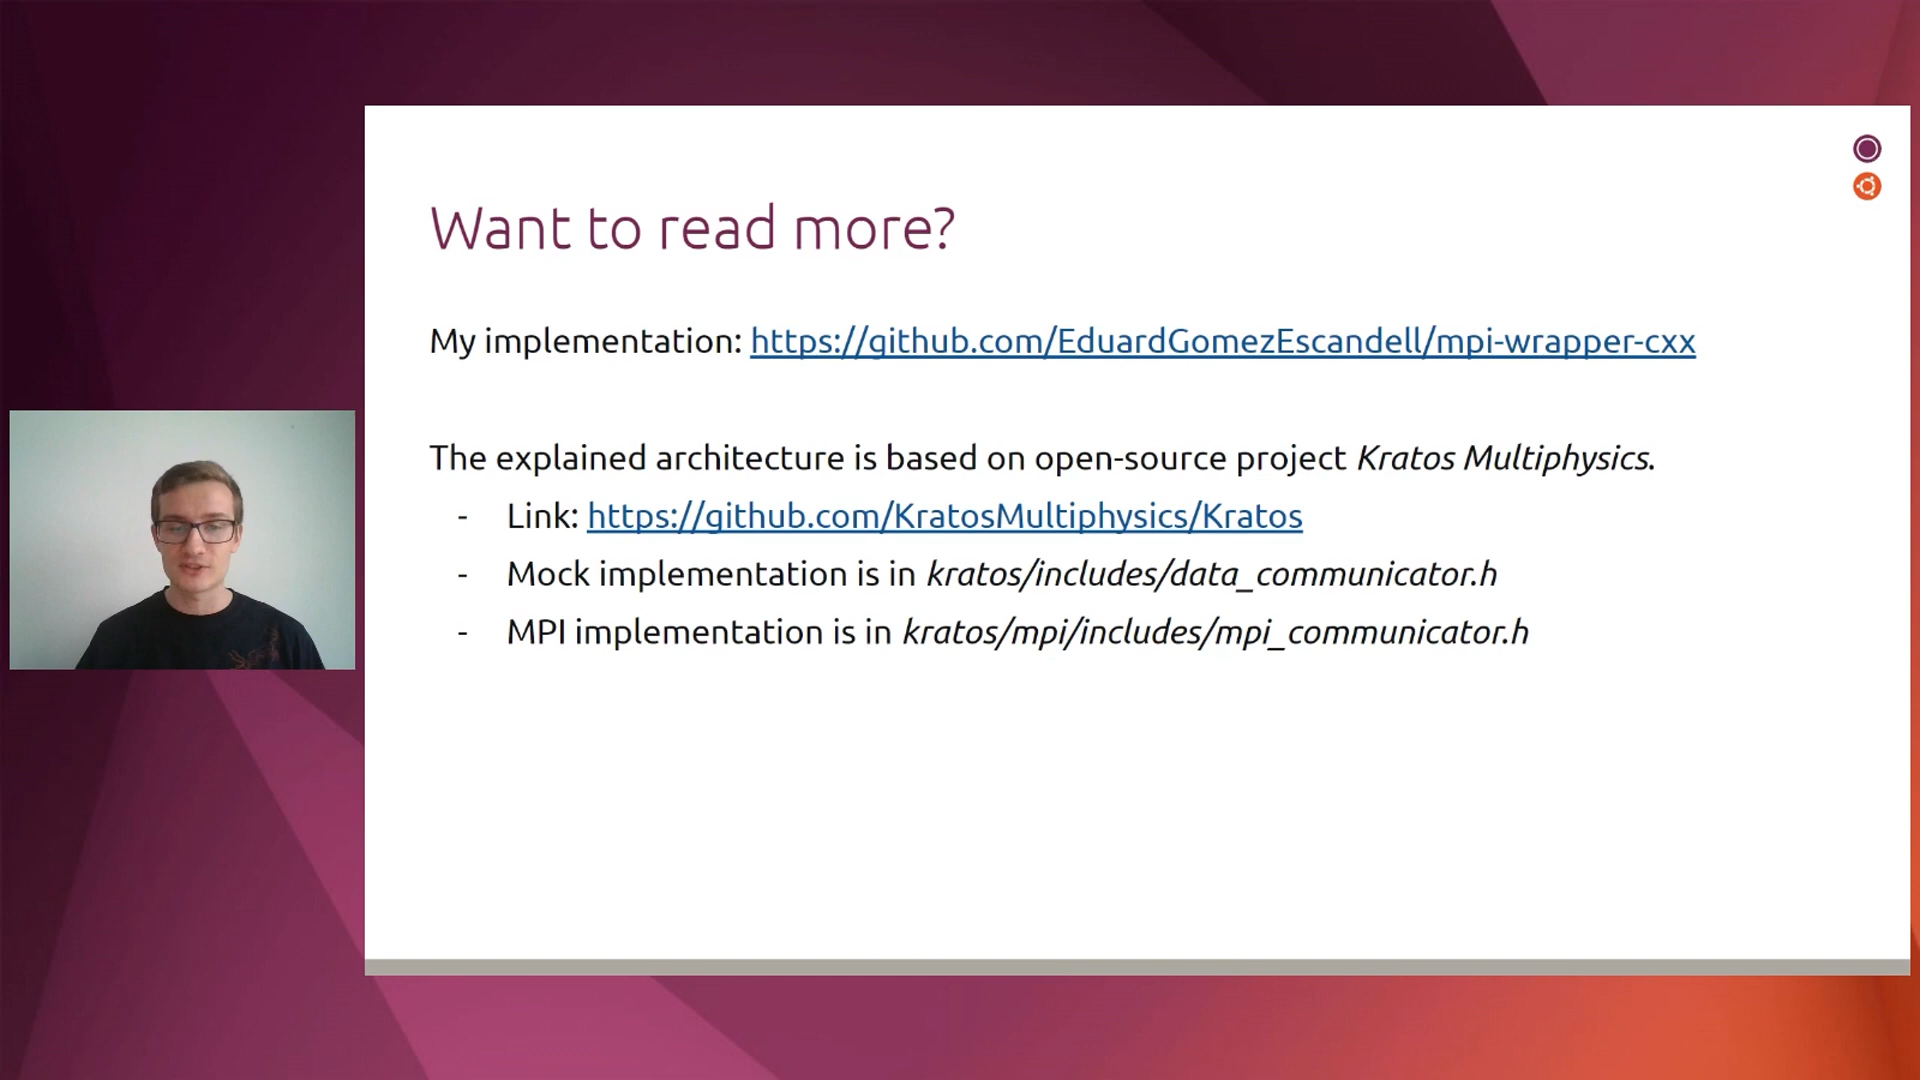 Want to read more?
My implementation: https://github.com/EduardGomezEscandell/mpi-wrapper-cxx
The explained architecture is based on open-source project Kratos Multiphysics.
- Link: https://github.com/KratosMultiphysics/Kratos
- Mock implementation is in kratos/includes/data_communicator.h
- MPI implementation is in kratos/mpi/includes/mpi_communicator.h